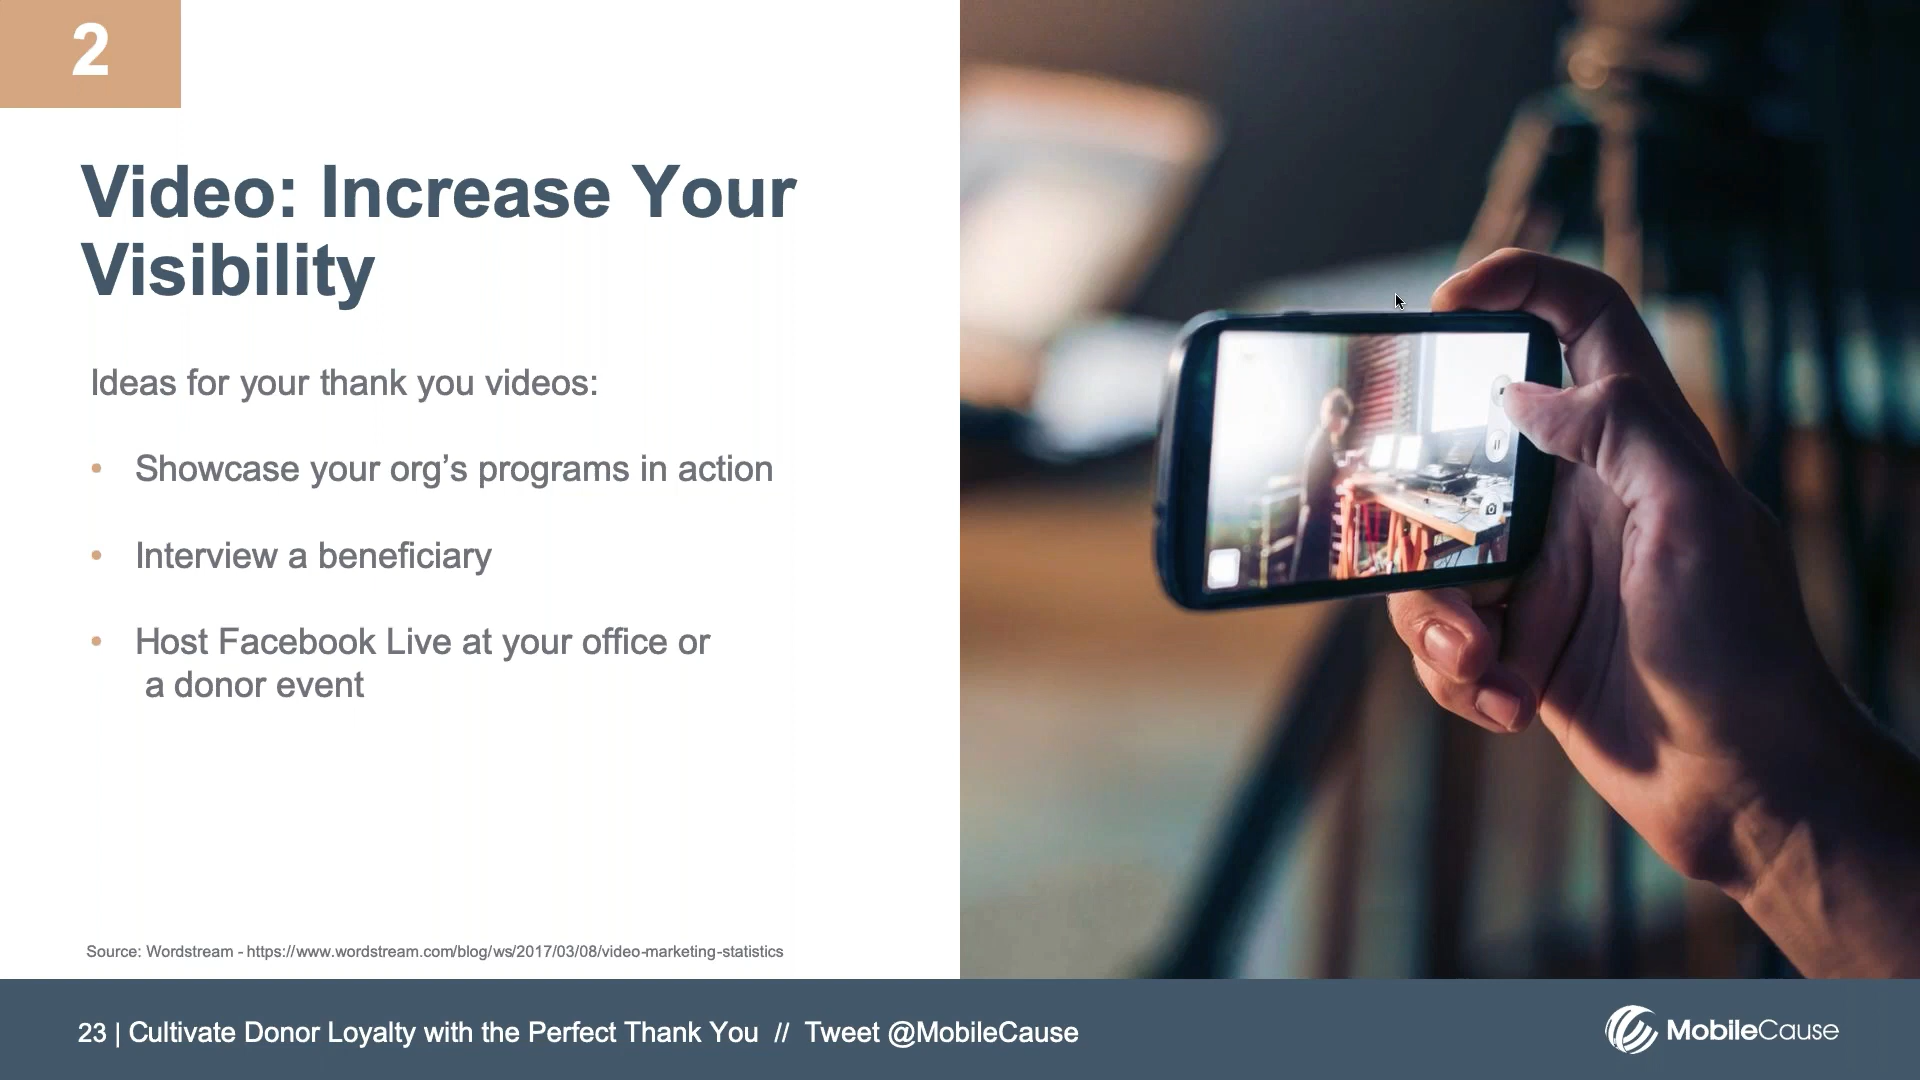 2
Video: Increase Your
Visibility
Ideas for your thank you videos:
• Showcase your org’s programs in action
• Interview a beneficiary
• Host Facebook Live at your office or
a donor event
Source: Wordstream - https://www.wordstream.com/blog/ws/2017/03/08/video-marketing-statistics
23 | Cultivate Donor Loyalty with the Perfect Thank You // Tweet @MobileCause
MobileCause